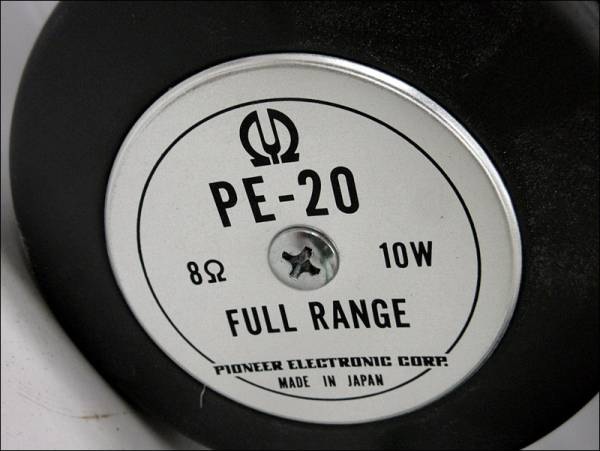 PE-20
8Ω 10W
FULL RANGE
PIONEER ELECTRONIC CORP.
MADE IN JAPAN